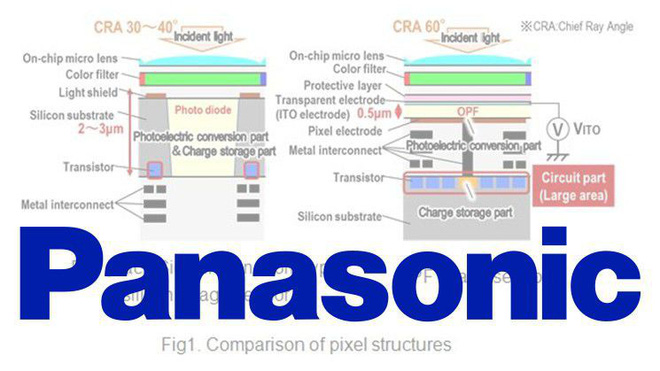 CRA 30～40°
Incident light
On-chip micro lens
Color filter
Light shield
Photo diode
Silicon substrate
2～3μm
Photoelectric conversion part
& Charge storage part
Transistor
Metal interconnect
CRA 60°
※CRA:Chief Ray Angle
Incident light
On-chip micro lens
Color filter
Protective layer
Transparent electrode
(ITO electrode)
0.5μm
OPF
V
VITO
Pixel electrode
Metal interconnect
Photoelectric conversion part
Transistor
Circuit part
(Large area)
Charge storage part
Silicon substrate
Panasonic
Fig1. Comparison of pixel structures